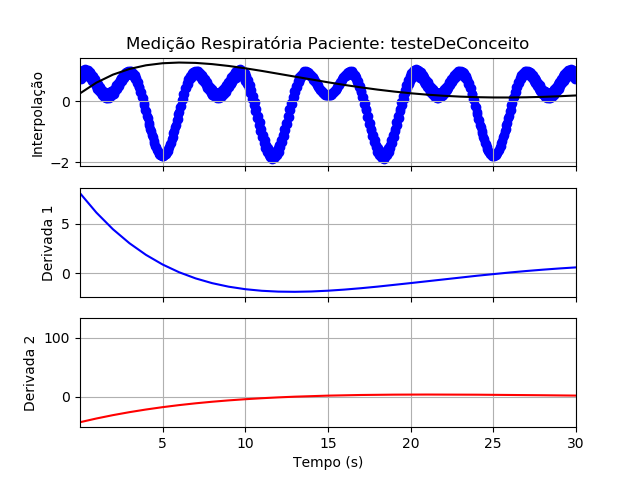 Medição Respiratória Paciente: testeDeConceito
Interpolação
0
−2
Derivada 1
5
0
Derivada 2
100
0
5
10
15
20
25
30
Tempo (s)